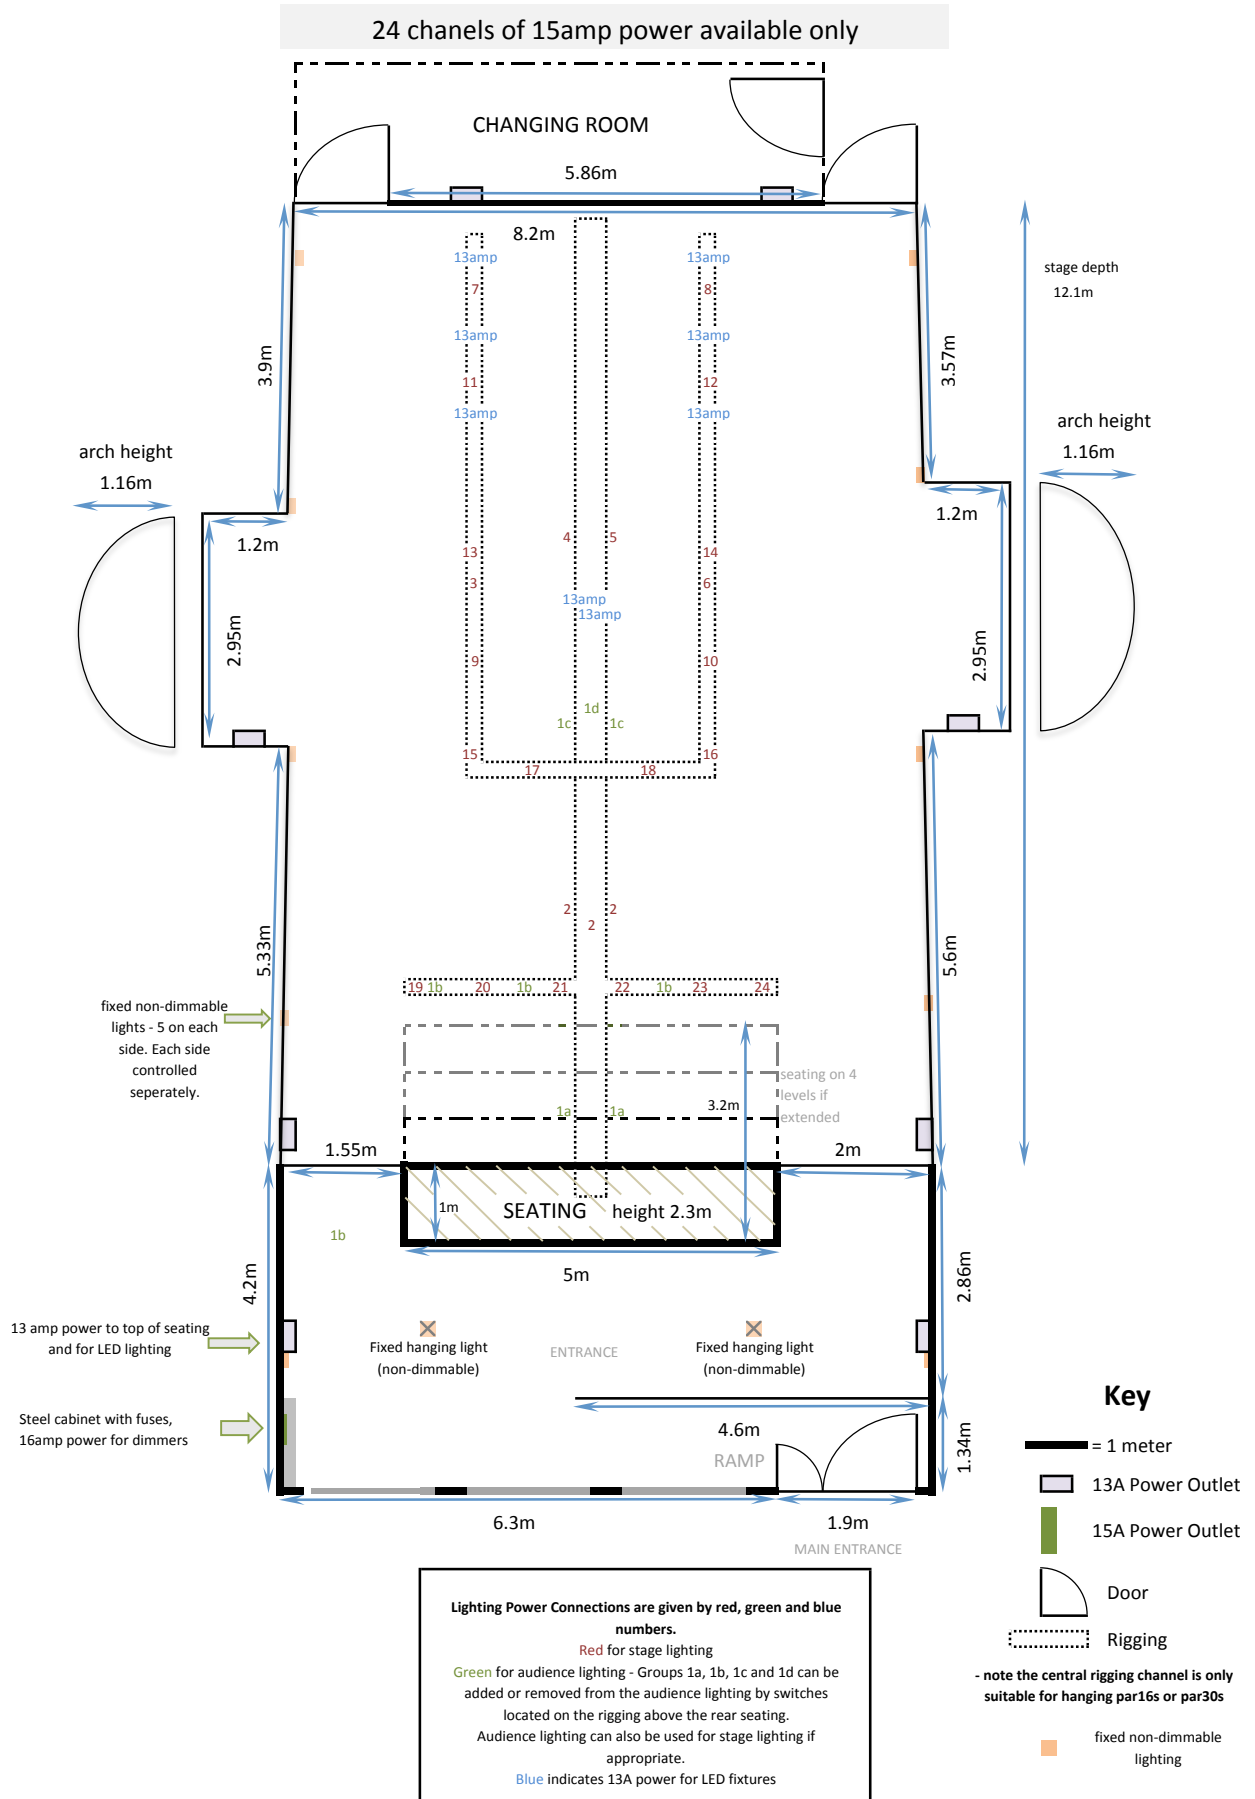 24 chanels of 15amp power available only
CHANGING ROOM
5.86m
8.2m
13amp
13amp
7
8
stage depth
12.1m
13amp
13amp
3.9m
3.57m
11
12
13amp
13amp
arch height
1.16m
arch height
1.16m
1.2m
1.2m
4
5
13
14
3
6
13amp
13amp
2.95m
2.95m
9
10
1d
1c
1c
15
16
17
18
2
2
2
5.33m
5.6m
19
1b
20
1b
21
22
1b
23
24
fixed non-dimmable
lights - 5 on each
side. Each side
controlled
seperately.
seating on 4
levels if
extended
3.2m
1a
1a
1.55m
2m
1m
SEATING
height 2.3m
1b
5m
4.2m
2.86m
13 amp power to top of seating
and for LED lighting
Fixed hanging light
(non-dimmable)
ENTRANCE
Fixed hanging light
(non-dimmable)
Steel cabinet with fuses,
16amp power for dimmers
4.6m
RAMP
1.34m
6.3m
1.9m
MAIN ENTRANCE
Key
= 1 meter
13A Power Outlet
15A Power Outlet
Door
Rigging
- note the central rigging channel is only
suitable for hanging par16s or par30s
fixed non-dimmable
lighting
Lighting Power Connections are given by red, green and blue
numbers.
Red for stage lighting
Green for audience lighting - Groups 1a, 1b, 1c and 1d can be
added or removed from the audience lighting by switches
located on the rigging above the rear seating.
Audience lighting can also be used for stage lighting if
appropriate.
Blue indicates 13A power for LED fixtures